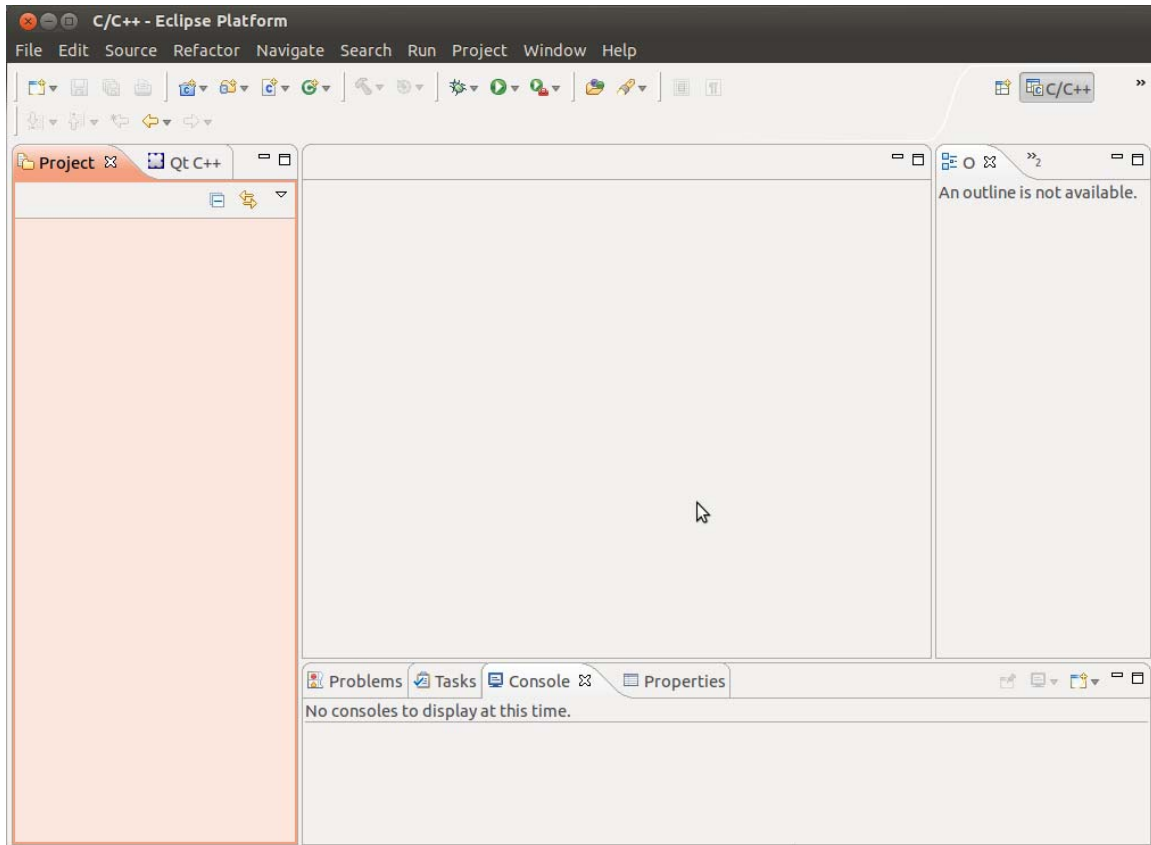 C/C++ - Eclipse Platform
File Edit Source Refactor Navigate Search Run Project Window Help
C/C++ »
Project Qt C++
O »2
An outline is not available.
Problems Tasks Console Properties
No consoles to display at this time.